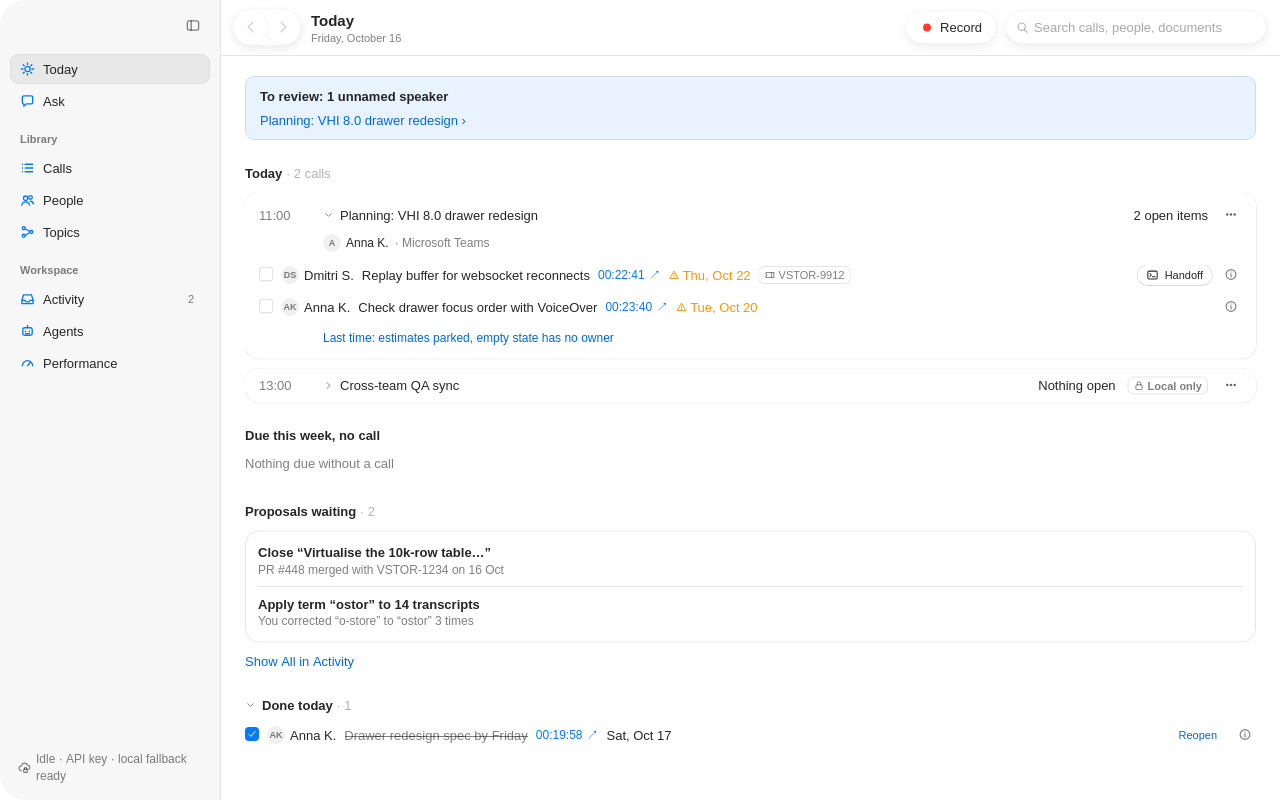 Today
Friday, October 16
Record
Search calls, people, documents
Today
Ask
Library
Calls
People
Topics
Workspace
Activity 2
Agents
Performance
Idle · API key · local fallback
ready
To review: 1 unnamed speaker
Planning: VHI 8.0 drawer redesign ›
Today · 2 calls
11:00 Planning: VHI 8.0 drawer redesign 2 open items
A Anna K. · Microsoft Teams
DS Dmitri S. Replay buffer for websocket reconnects 00:22:41 ↗ Thu, Oct 22 VSTOR-9912 Handoff
AK Anna K. Check drawer focus order with VoiceOver 00:23:40 ↗ Tue, Oct 20
Last time: estimates parked, empty state has no owner
13:00 Cross-team QA sync Nothing open Local only
Due this week, no call
Nothing due without a call
Proposals waiting · 2
Close “Virtualise the 10k-row table…”
PR #448 merged with VSTOR-1234 on 16 Oct
Apply term “ostor” to 14 transcripts
You corrected “o-store” to “ostor” 3 times
Show All in Activity
Done today · 1
AK Anna K. Drawer redesign spec by Friday 00:19:58 ↗ Sat, Oct 17 Reopen